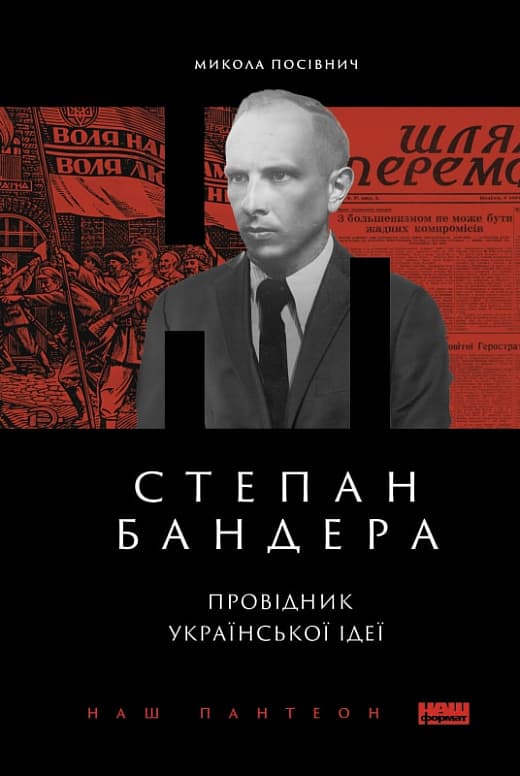 МИКОЛА ПОСІВНИЧ
ВОЛЯ НА
ВОЛЯ ЛЮ
ШЛЯ
ПЕРЕМО
З большевизмом не може бути
жадних компромісів
СТЕПАН
БАНДЕРА
ПРОВІДНИК
УКРАЇНСЬКОЇ ІДЕЇ
НАШ ПАНТЕОН
НАШ
формат